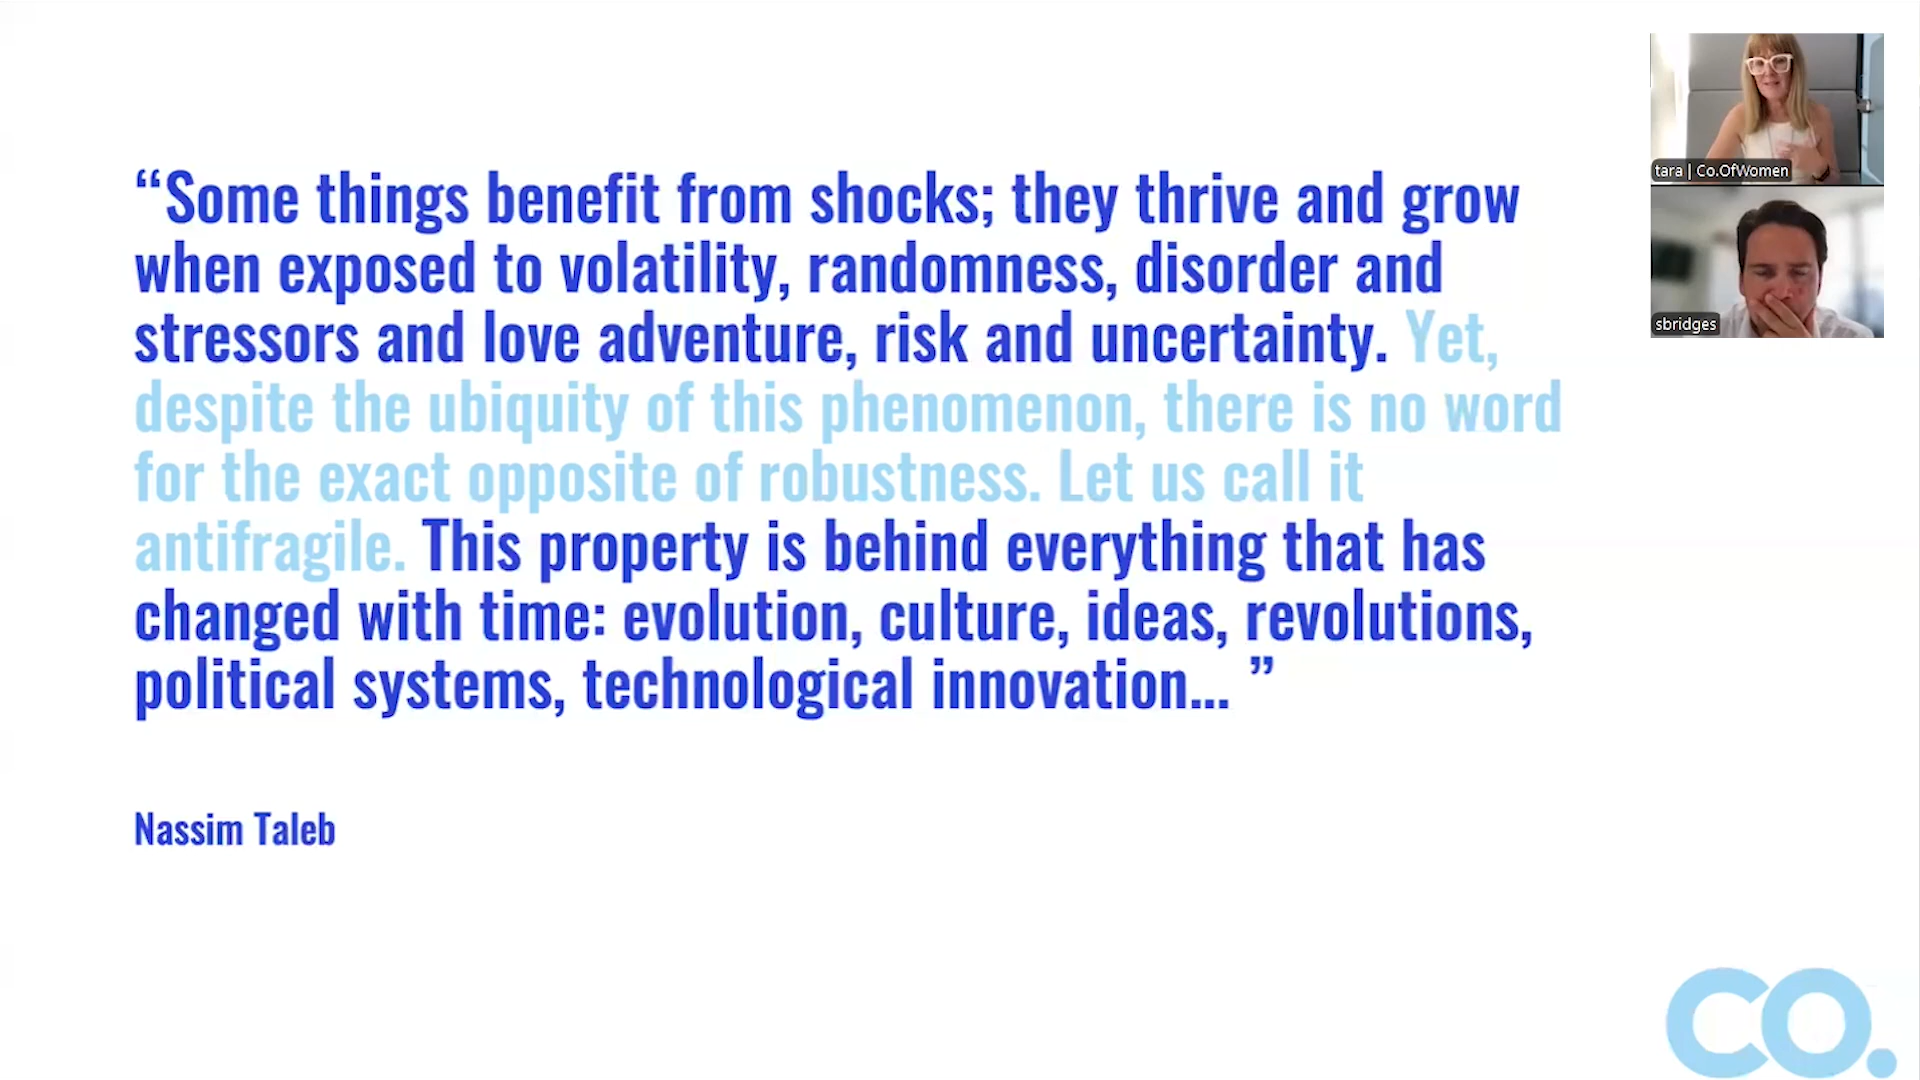 “Some things benefit from shocks; they thrive and grow
when exposed to volatility, randomness, disorder and
stressors and love adventure, risk and uncertainty. Yet,
despite the ubiquity of this phenomenon, there is no word
for the exact opposite of robustness. Let us call it
antifragile. This property is behind everything that has
changed with time: evolution, culture, ideas, revolutions,
political systems, technological innovation... ”
Nassim Taleb
tara | Co.OfWomen
sbridges
CO.